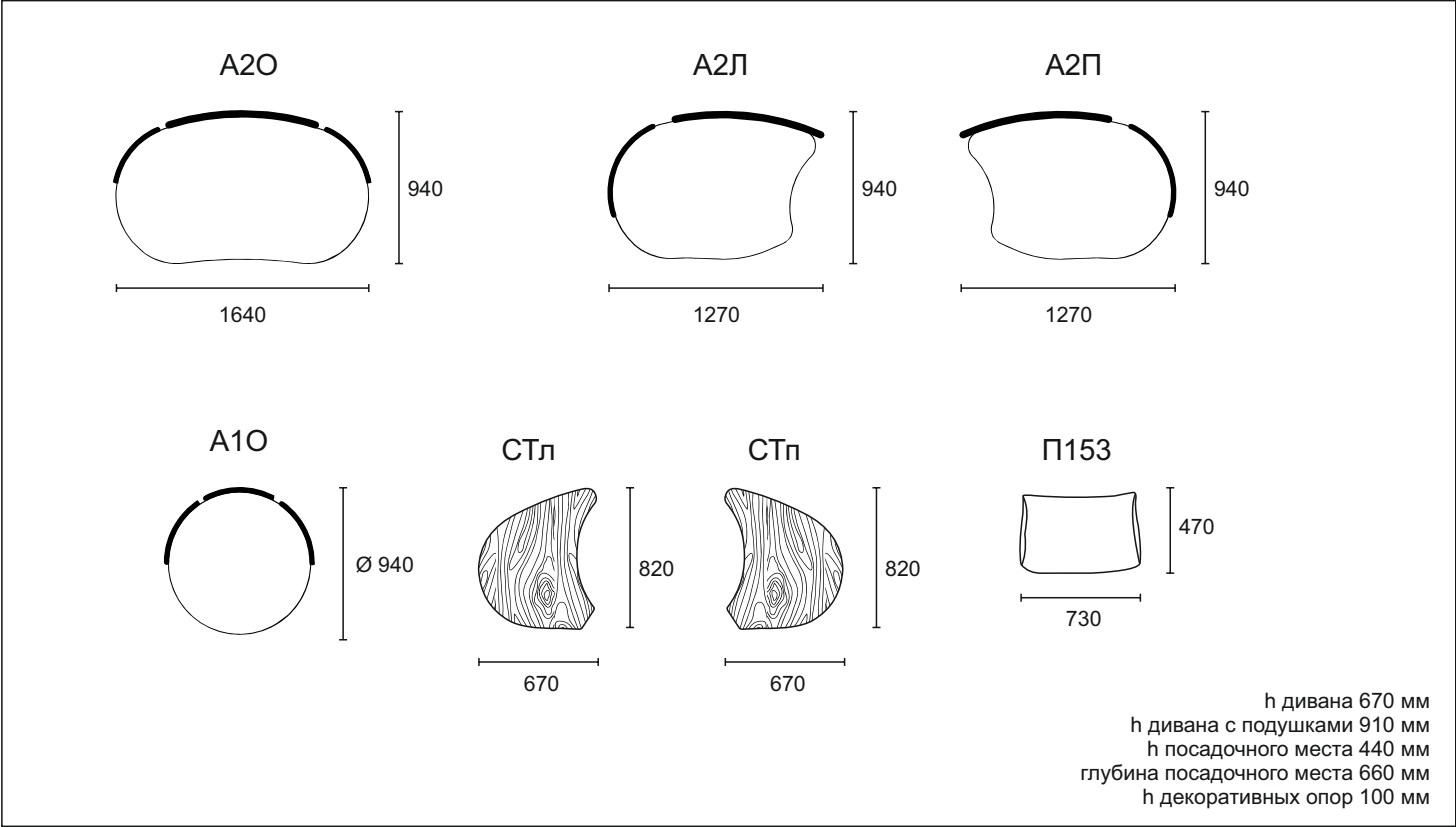 А2О
А2Л
А2П
940
940
940
1640
1270
1270
А1О
СТл
СТп
П153
Ø 940
820
820
470
730
670
670
h дивана 670 мм
h дивана с подушками 910 мм
h посадочного места 440 мм
глубина посадочного места 660 мм
h декоративных опор 100 мм